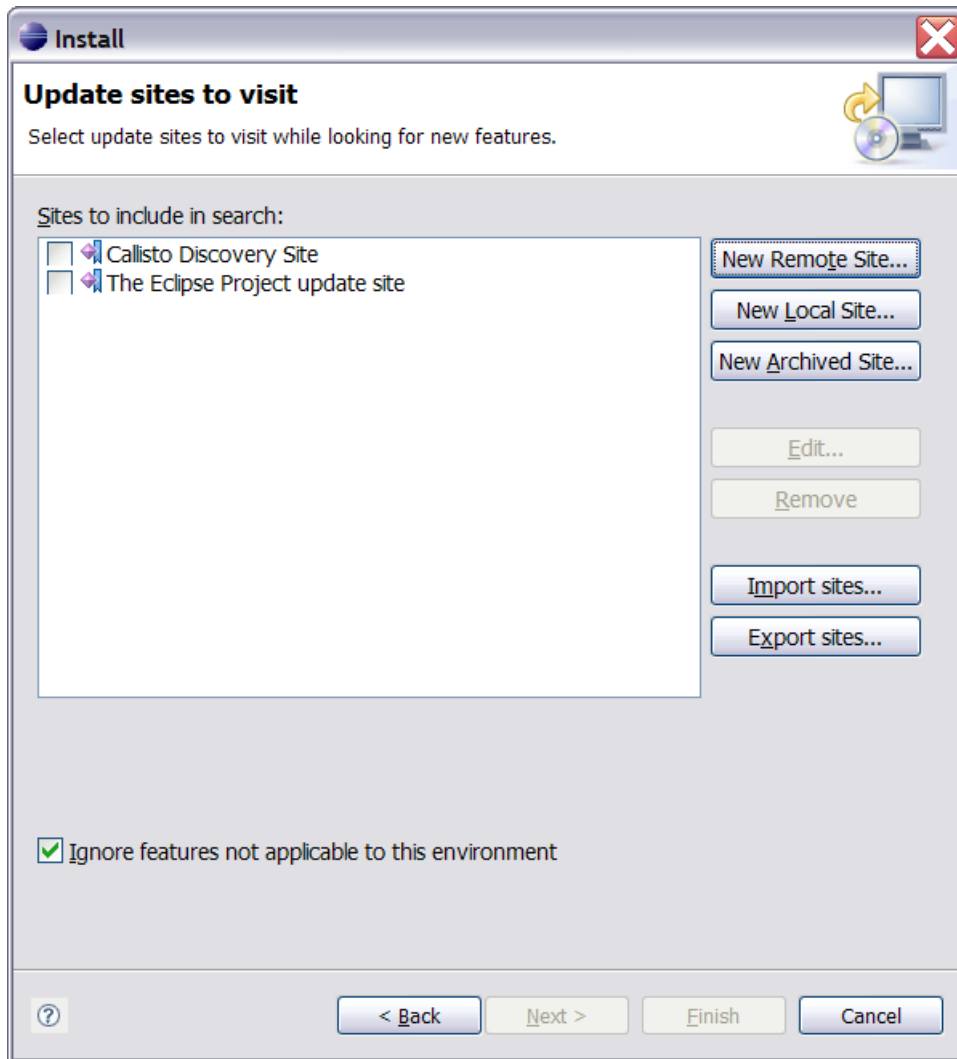 Install
Update sites to visit
Select update sites to visit while looking for new features.
Sites to include in search:
Callisto Discovery Site
The Eclipse Project update site
New Remote Site...
New Local Site...
New Archived Site...
Edit...
Remove
Import sites...
Export sites...
Ignore features not applicable to this environment
?
< Back
Next >
Finish
Cancel